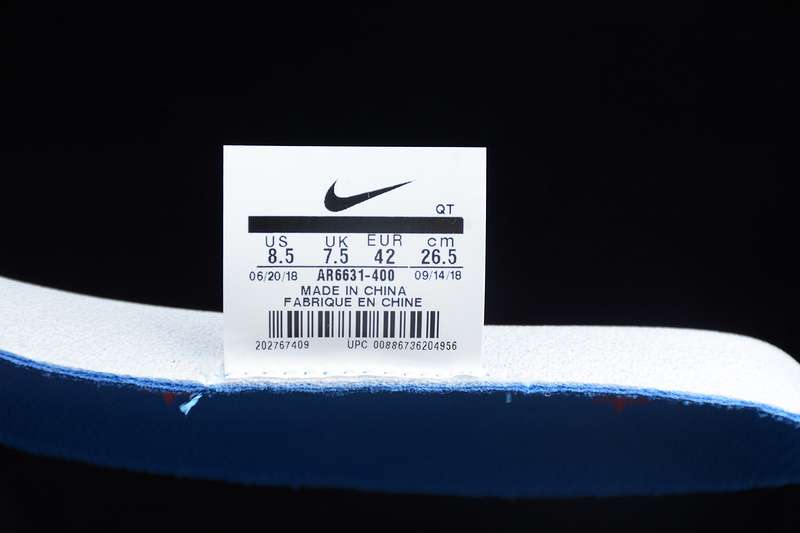 QT
US UK EUR cm
8.5 7.5 42 26.5
06/20/18 AR6631-400 09/14/18
MADE IN CHINA
FABRIQUE EN CHINE
202767409 UPC 00886736204956